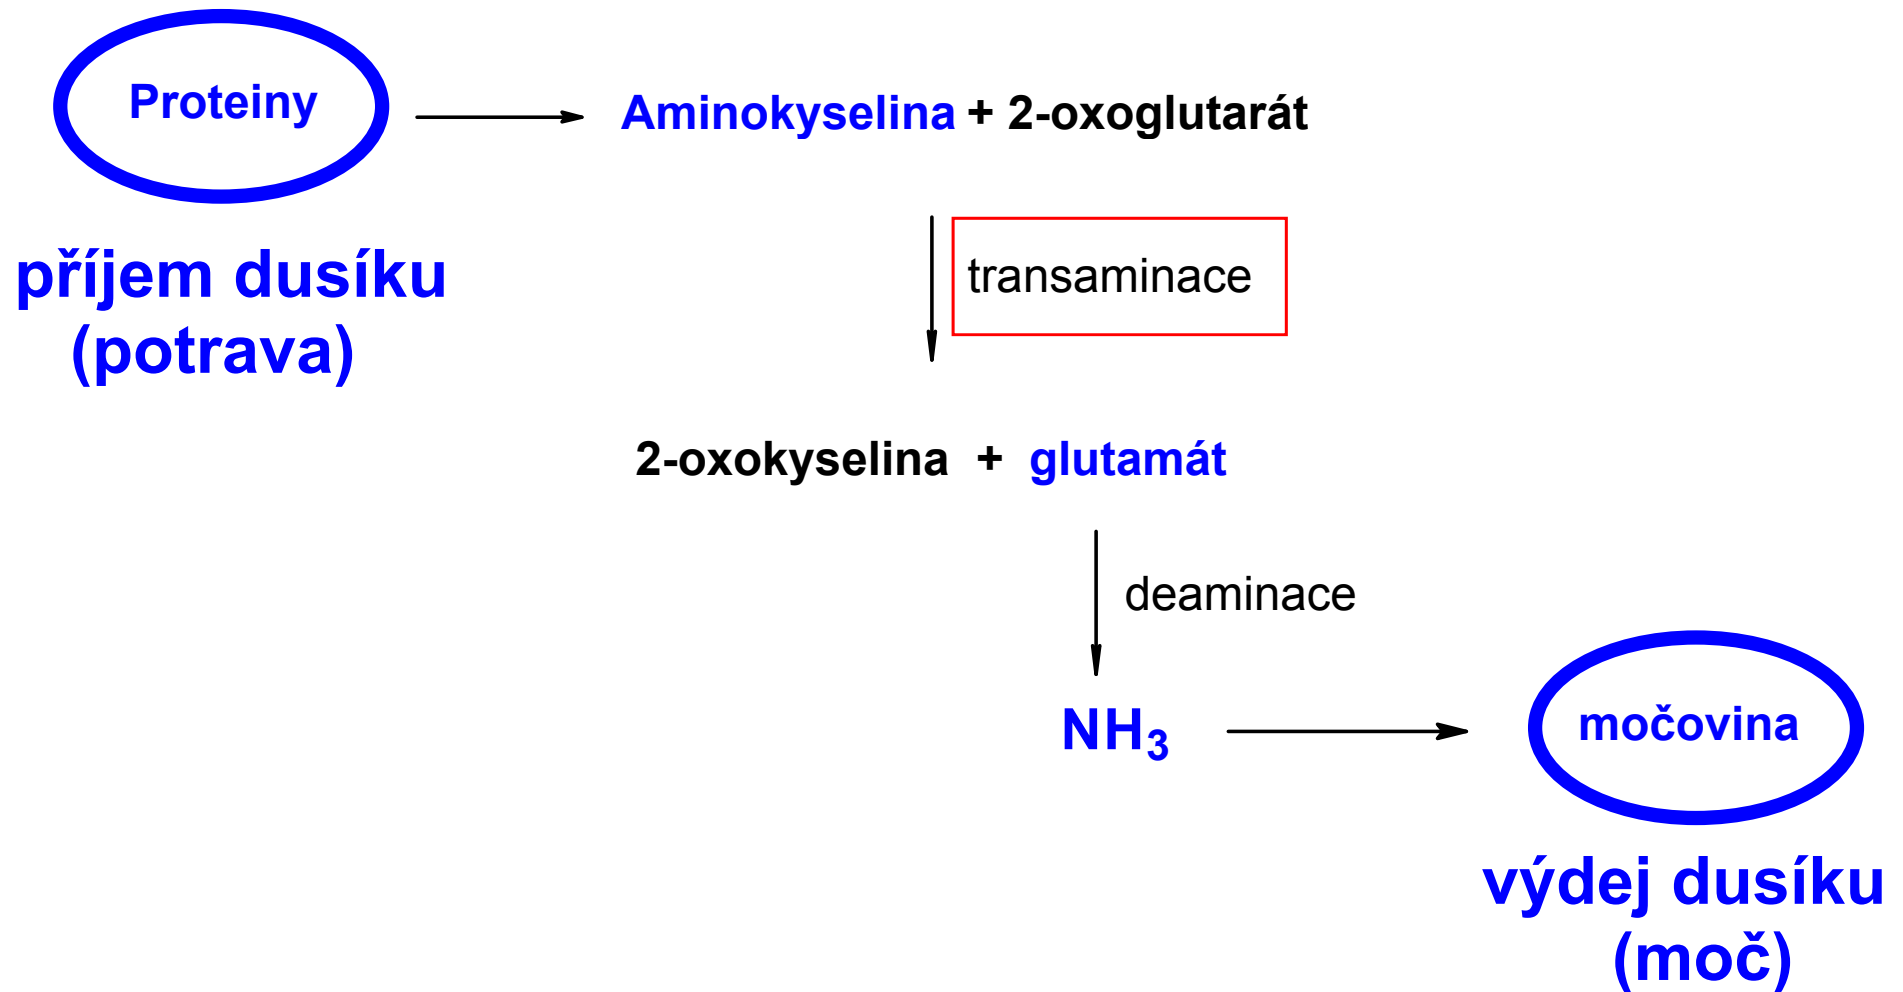 Proteiny
Aminokyselina + 2-oxoglutarát
příjem dusíku
(potrava)
transaminace
2-oxokyselina + glutamát
deaminace
NH₃
močovina
výdej dusíku
(moč)